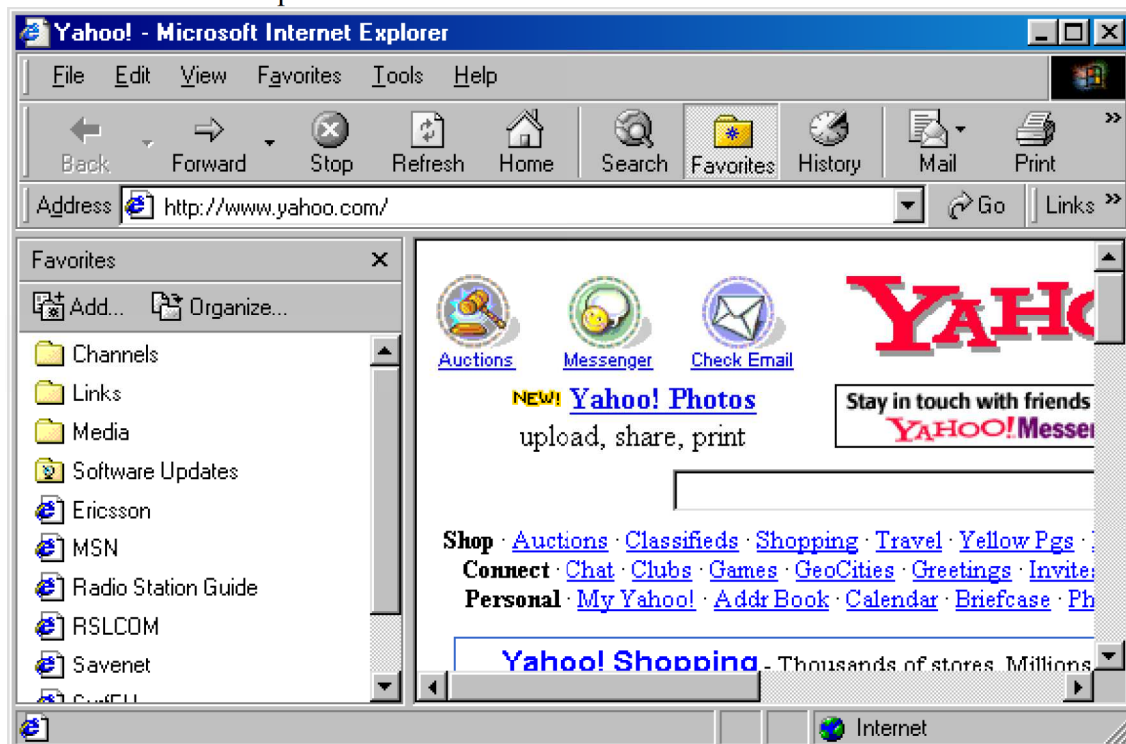 Yahoo! - Microsoft Internet Explorer
File Edit View Favorites Tools Help
Back Forward Stop Refresh Home Search Favorites History Mail Print »
Address http://www.yahoo.com/ Go Links »
Favorites
Add... Organize...
Channels
Links
Media
Software Updates
Ericsson
MSN
Radio Station Guide
RSLCOM
Savenet
YAHO
Auctions Messenger Check Email
NEW! Yahoo! Photos
upload, share, print
Stay in touch with friends
YAHOO! Messe
Shop · Auctions · Classifieds · Shopping · Travel · Yellow Pgs ·
Connect · Chat · Clubs · Games · GeoCities · Greetings · Invites
Personal · My Yahoo! · Addr Book · Calendar · Briefcase · Ph
Yahoo! Shopping - Thousands of stores. Millions
Internet